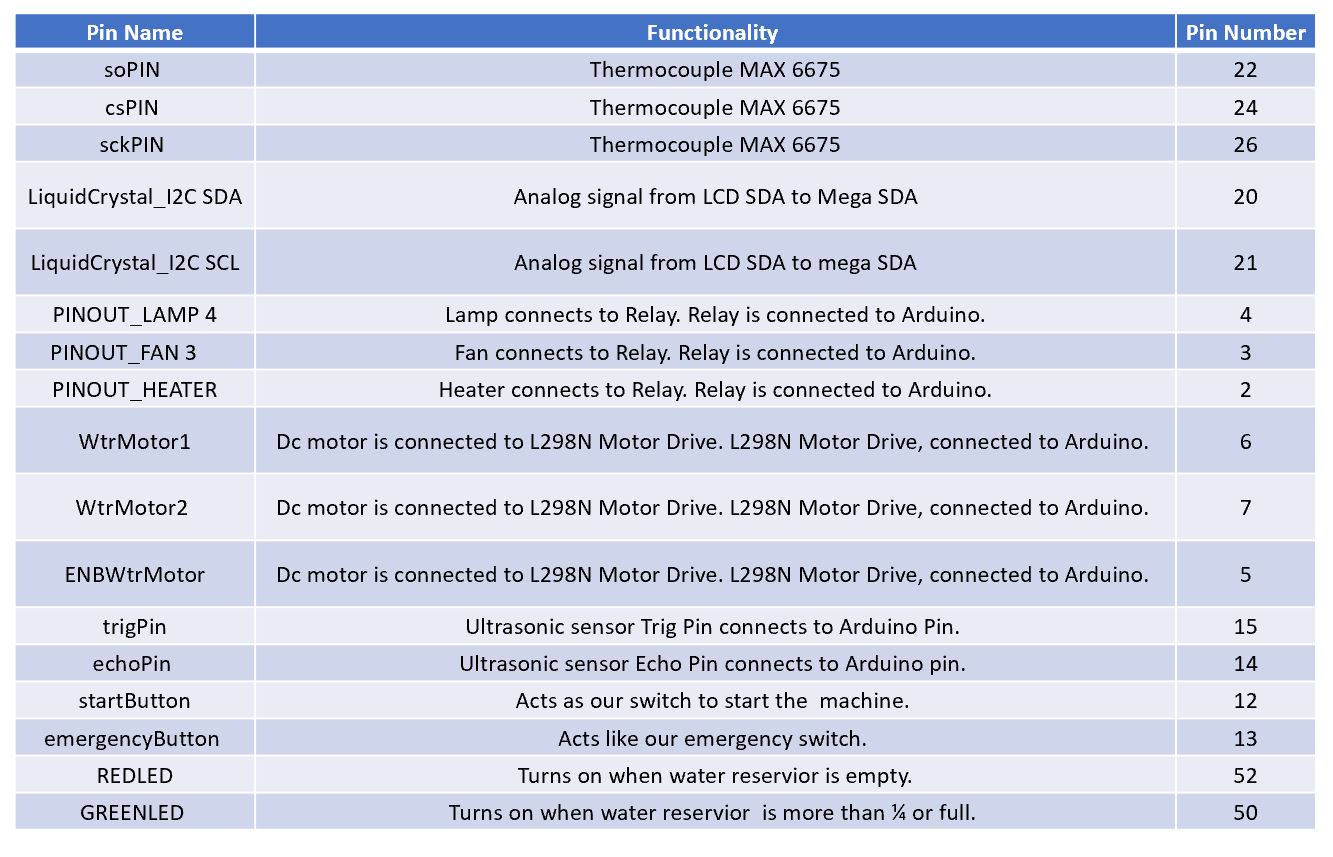 Pin Name Functionality Pin Number
soPIN Thermocouple MAX 6675 22
csPIN Thermocouple MAX 6675 24
sckPIN Thermocouple MAX 6675 26
LiquidCrystal_I2C SDA Analog signal from LCD SDA to Mega SDA 20
LiquidCrystal_I2C SCL Analog signal from LCD SDA to mega SDA 21
PINOUT_LAMP 4 Lamp connects to Relay. Relay is connected to Arduino. 4
PINOUT_FAN 3 Fan connects to Relay. Relay is connected to Arduino. 3
PINOUT_HEATER Heater connects to Relay. Relay is connected to Arduino. 2
WtrMotor1 Dc motor is connected to L298N Motor Drive. L298N Motor Drive, connected to Arduino. 6
WtrMotor2 Dc motor is connected to L298N Motor Drive. L298N Motor Drive, connected to Arduino. 7
ENBWtrMotor Dc motor is connected to L298N Motor Drive. L298N Motor Drive, connected to Arduino. 5
trigPin Ultrasonic sensor Trig Pin connects to Arduino Pin. 15
echoPin Ultrasonic sensor Echo Pin connects to Arduino pin. 14
startButton Acts as our switch to start the  machine. 12
emergencyButton Acts like our emergency switch. 13
REDLED Turns on when water reservior is empty. 52
GREENLED Turns on when water reservior  is more than ¼ or full. 50